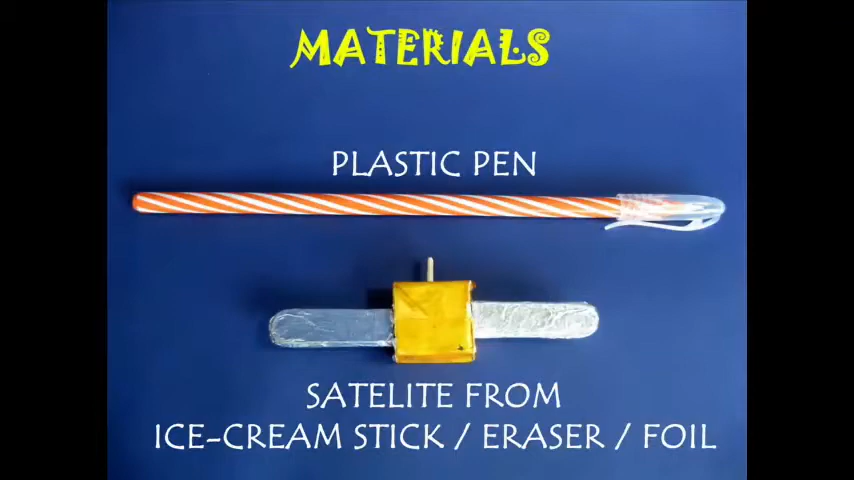 MATERIALS
PLASTIC PEN
SATELITE FROM
ICE-CREAM STICK / ERASER / FOIL